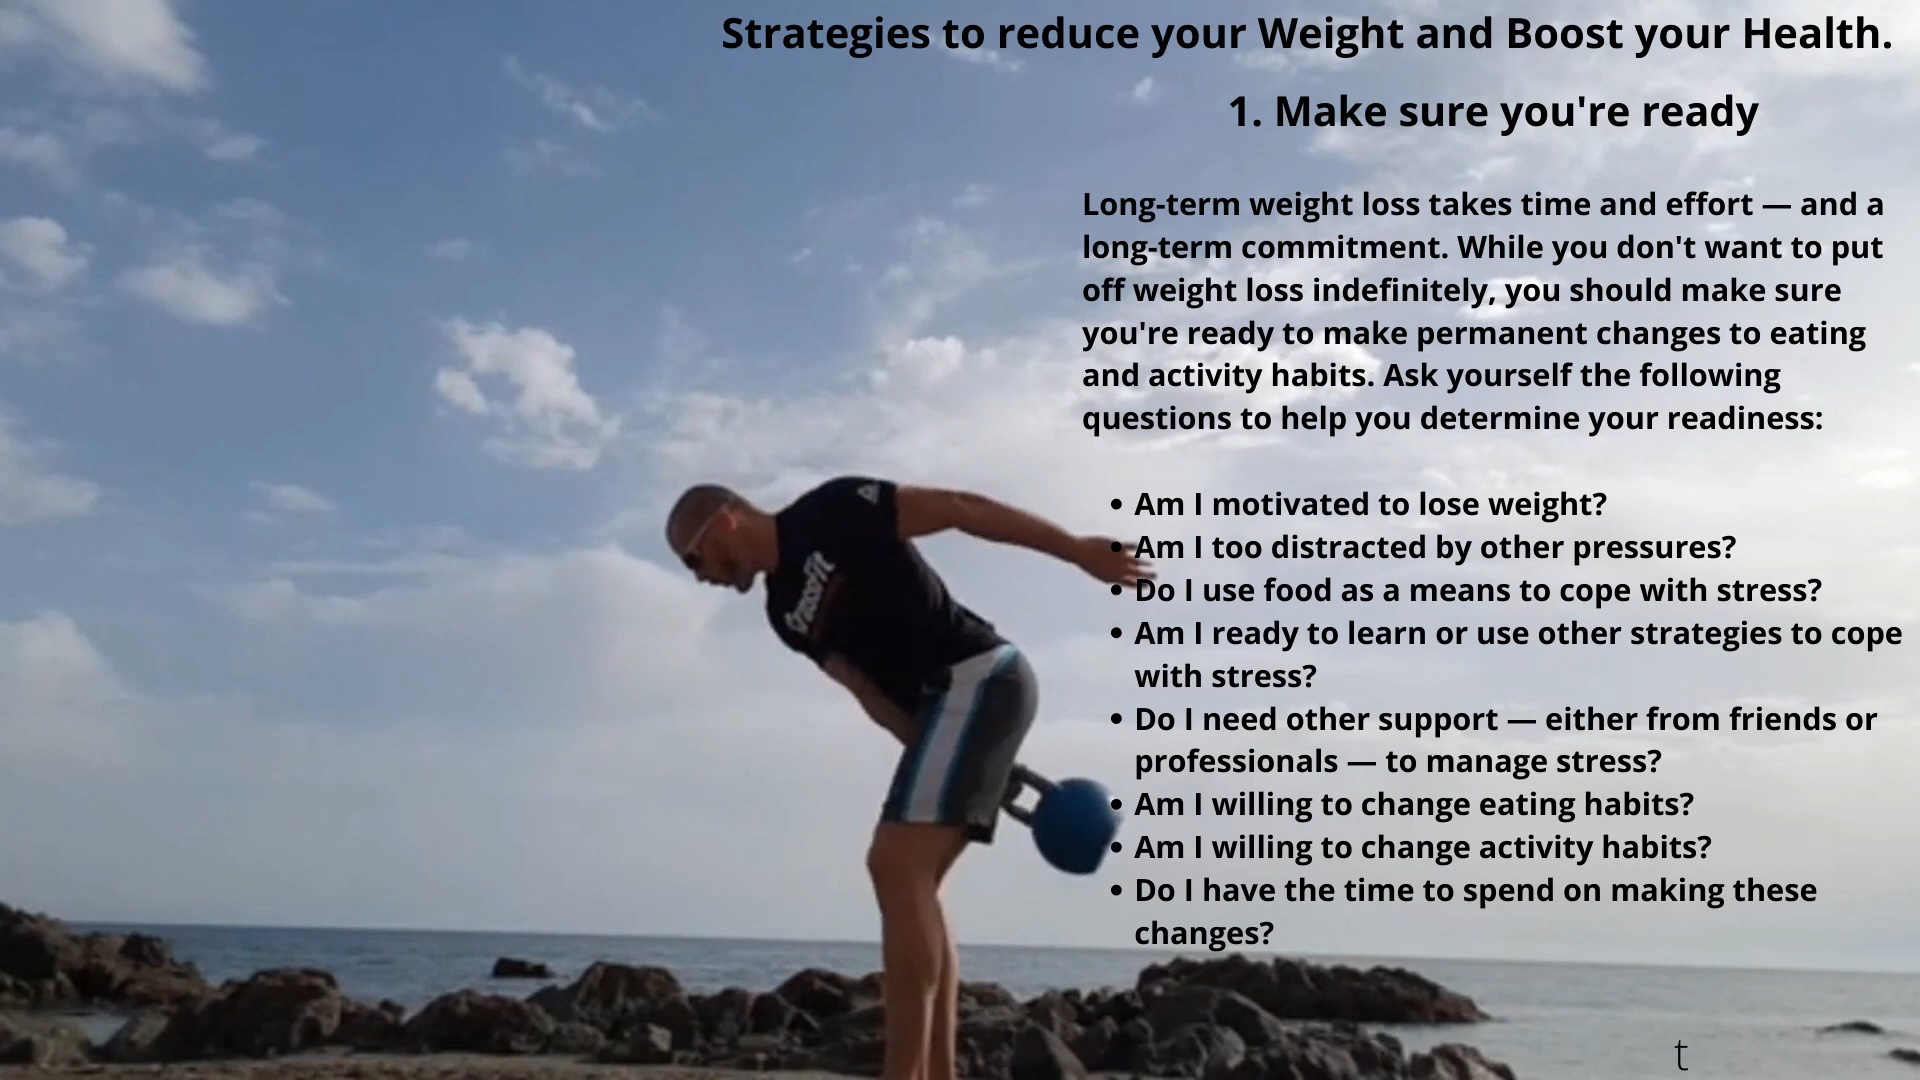 Strategies to reduce your Weight and Boost your Health.
1. Make sure you're ready
Long-term weight loss takes time and effort — and a
long-term commitment. While you don't want to put
off weight loss indefinitely, you should make sure
you're ready to make permanent changes to eating
and activity habits. Ask yourself the following
questions to help you determine your readiness:
• Am I motivated to lose weight?
• Am I too distracted by other pressures?
• Do I use food as a means to cope with stress?
• Am I ready to learn or use other strategies to cope
with stress?
• Do I need other support — either from friends or
professionals — to manage stress?
• Am I willing to change eating habits?
• Am I willing to change activity habits?
• Do I have the time to spend on making these
changes?
CrossFit
t